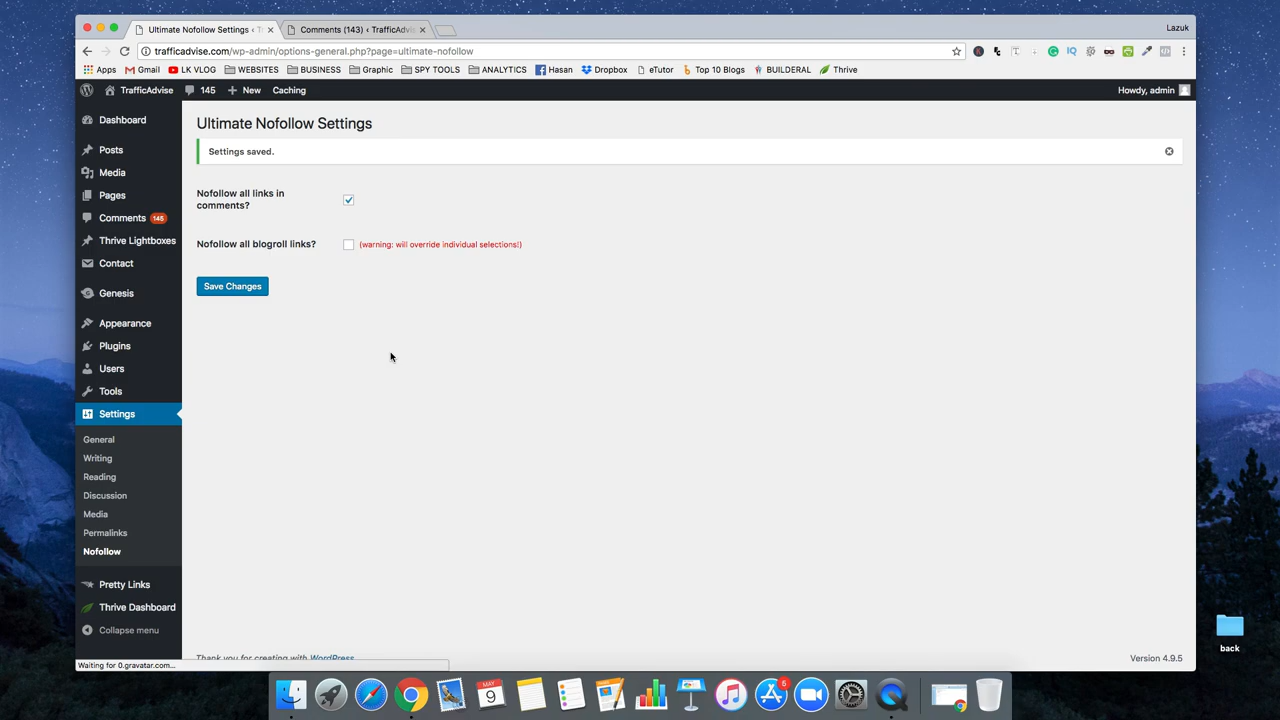 Ultimate Nofollow Settings ‹ T
Comments (143) ‹ TrafficAdvis
Lazuk
trafficadvise.com/wp-admin/options-general.php?page=ultimate-nofollow
Apps
Gmail
LK VLOG
WEBSITES
BUSINESS
Graphic
SPY TOOLS
ANALYTICS
Hasan
Dropbox
eTutor
Top 10 Blogs
BUILDERAL
Thrive
TrafficAdvise
145
New
Caching
Howdy, admin
Dashboard
Posts
Media
Pages
Comments 145
Thrive Lightboxes
Contact
Genesis
Appearance
Plugins
Users
Tools
Settings
General
Writing
Reading
Discussion
Media
Permalinks
Nofollow
Pretty Links
Thrive Dashboard
Collapse menu
Ultimate Nofollow Settings
Settings saved.
Nofollow all links in
comments?
Nofollow all blogroll links?
(warning: will override individual selections!)
Save Changes
Thank you for creating with WordPress
Version 4.9.5
Waiting for 0.gravatar.com...
back
MAY
9
5